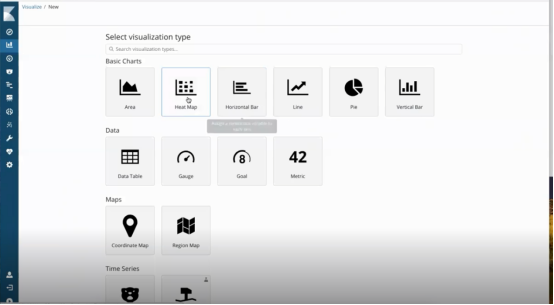 Visualize / New
Select visualization type
Search visualization types...
Basic Charts
Area
Heat Map
Horizontal Bar
Line
Pie
Vertical Bar
Data
Data Table
Gauge
8
Goal
42
Metric
Maps
Coordinate Map
Region Map
Time Series